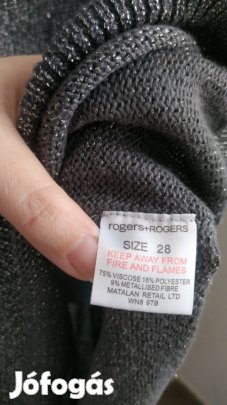 rogers+ROGERS
SIZE 28
KEEP AWAY FROM
FIRE AND FLAMES
75% VISCOSE 16% POLYESTER
9% METALLISED FIBRE
MATALAN RETAIL LTD
WN8 9TB
Jófogás